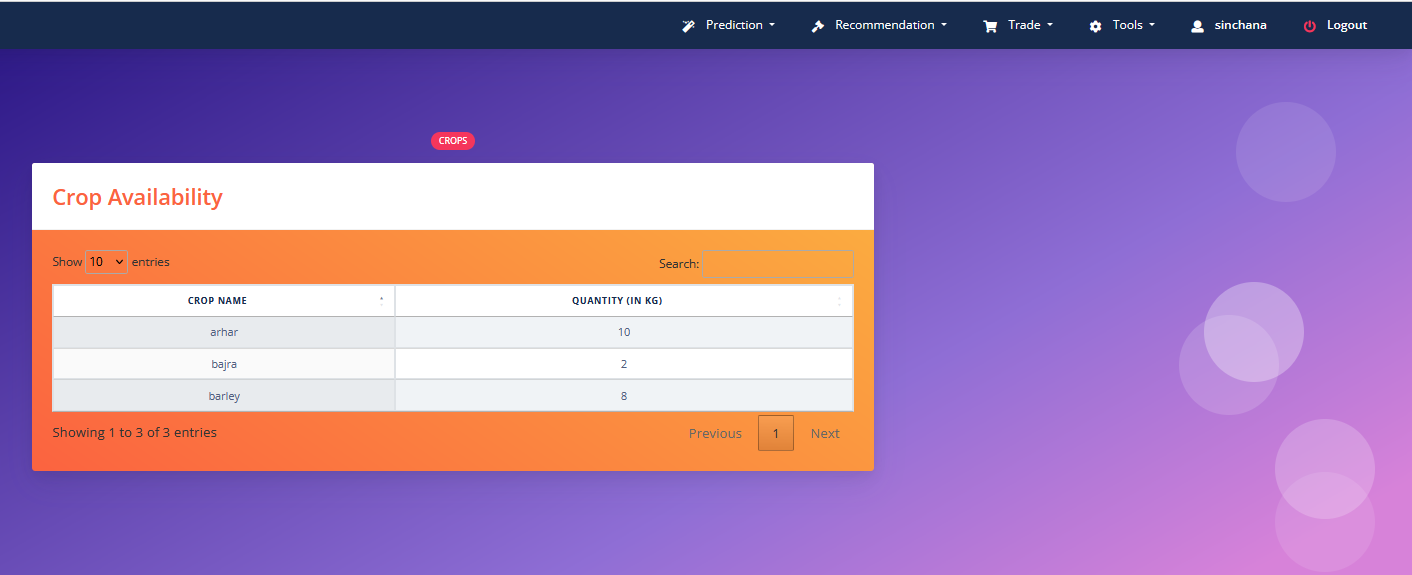 Prediction Recommendation Trade Tools sinchana Logout
CROPS
Crop Availability
Show 10 entries Search:
CROP NAME QUANTITY (IN KG)
arhar 10
bajra 2
barley 8
Showing 1 to 3 of 3 entries Previous 1 Next